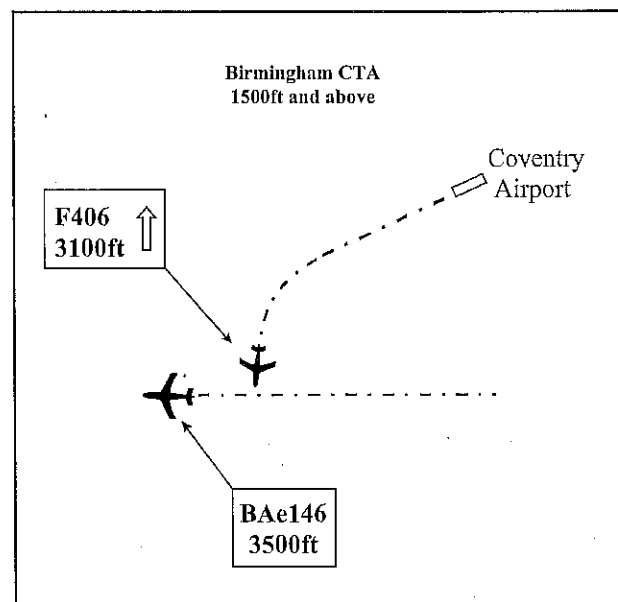 Birmingham CTA
1500ft and above
Coventry
Airport
F406
3100ft
BAe146
3500ft